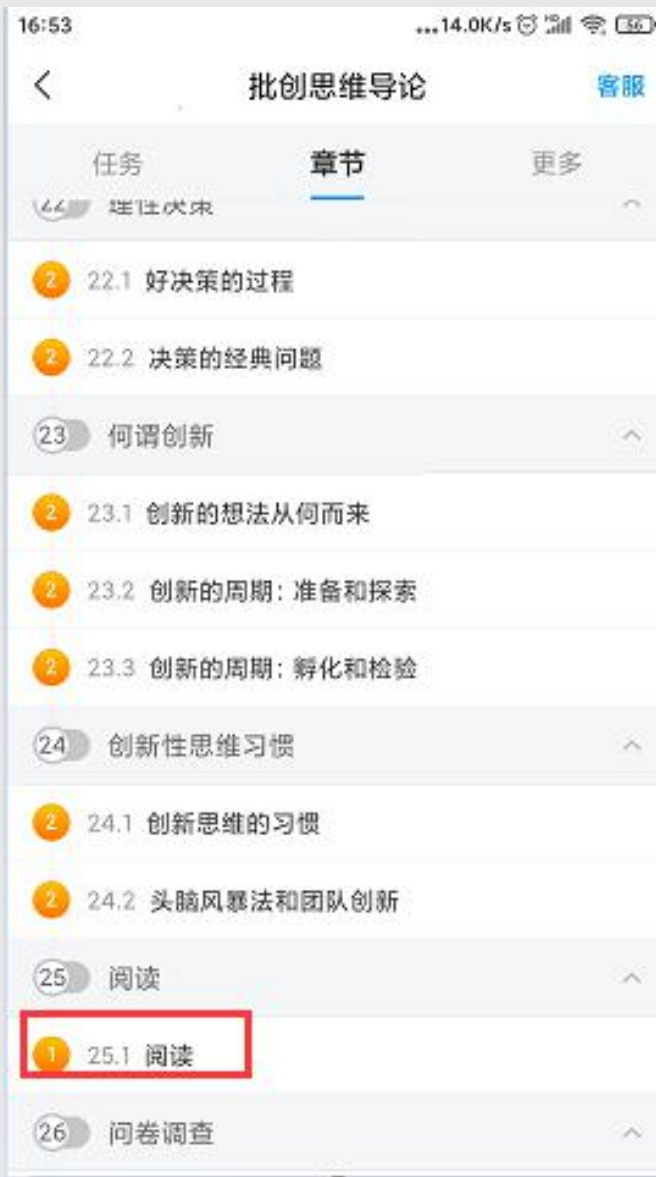 16:53 ...14.0K/s 56
批创思维导论 客服
任务 章节 更多
22 理性决策
2 22.1 好决策的过程
2 22.2 决策的经典问题
23 何谓创新
2 23.1 创新的想法从何而来
2 23.2 创新的周期：准备和探索
2 23.3 创新的周期：孵化和检验
24 创新性思维习惯
2 24.1 创新思维的习惯
2 24.2 头脑风暴法和团队创新
25 阅读
1 25.1 阅读
26 问卷调查